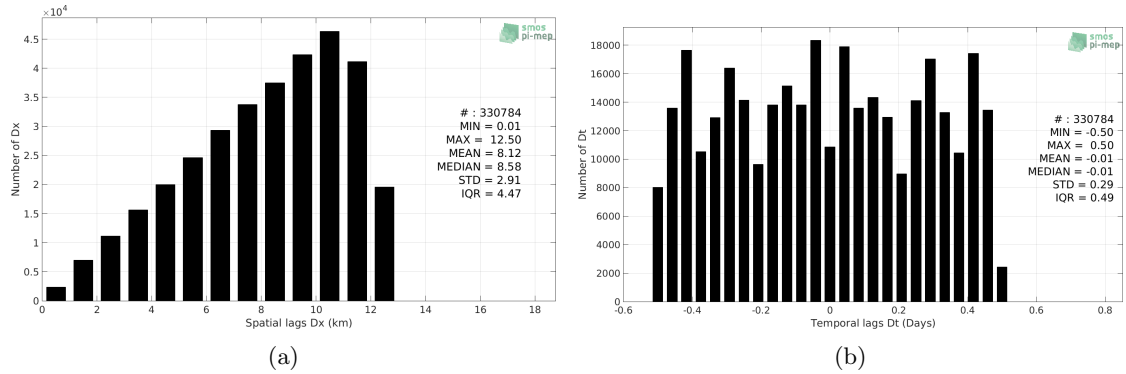 ×10⁴
smos
pi-mep
5
4.5
4
3.5
3
2.5
2
1.5
1
0.5
0
Number of Dx
# : 330784
MIN = 0.01
MAX = 12.50
MEAN = 8.12
MEDIAN = 8.58
STD = 2.91
IQR = 4.47
0 2 4 6 8 10 12 14 16 18
Spatial lags Dx (km)
(a)
smos
pi-mep
18000
16000
14000
12000
10000
8000
6000
4000
2000
0
Number of Dt
# : 330784
MIN = -0.50
MAX = 0.50
MEAN = -0.01
MEDIAN = -0.01
STD = 0.29
IQR = 0.49
-0.6 -0.4 -0.2 0 0.2 0.4 0.6 0.8
Temporal lags Dt (Days)
(b)